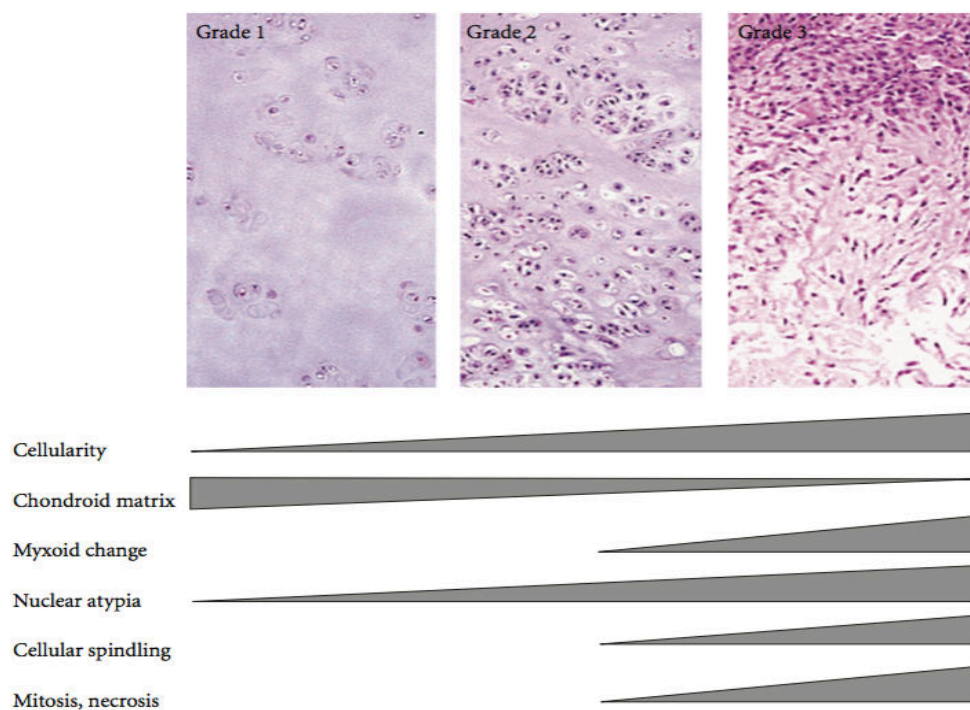 Grade 1
Grade 2
Grade 3
Cellularity
Chondroid matrix
Myxoid change
Nuclear atypia
Cellular spindling
Mitosis, necrosis